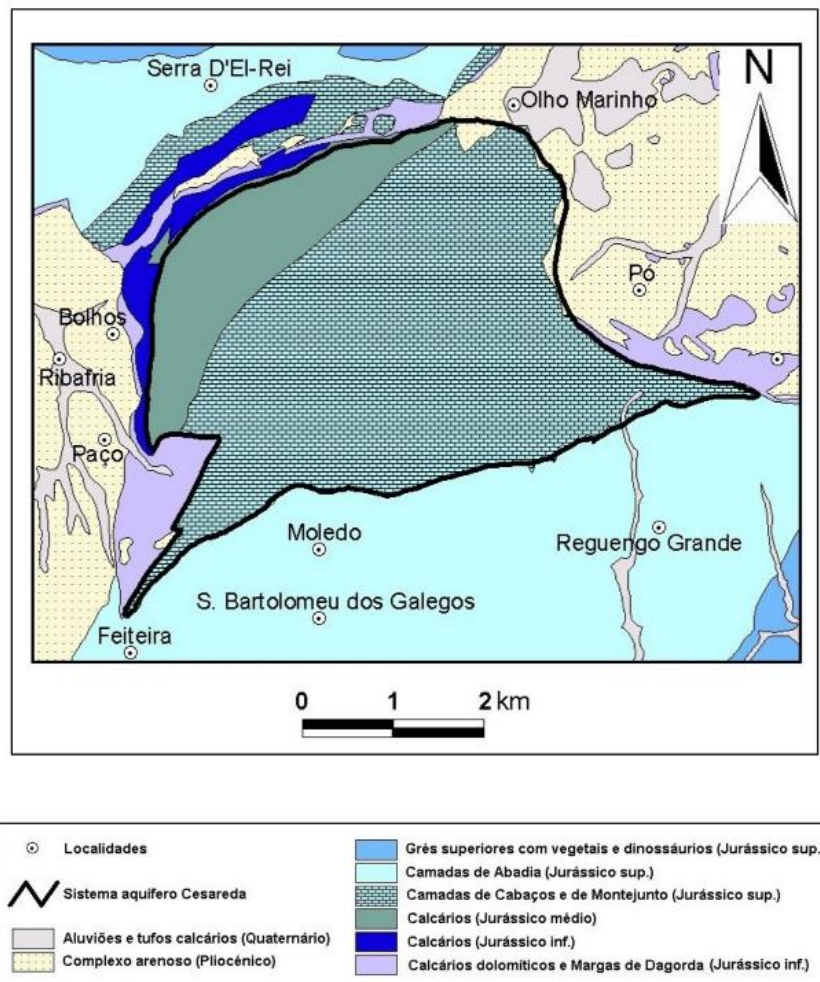 Serra D'El-Rei
N
Olho Marinho
Pó
Bolhos
Ribafria
Paço
Moledo
Reguengo Grande
S. Bartolomeu dos Galegos
Feiteira
0 1 2 km
Localidades
Sistema aquífero Cesareda
Aluviões e tufos calcários (Quaternário)
Complexo arenoso (Pliocénico)
Grés superiores com vegetais e dinossáurios (Jurássico sup.
Camadas de Abadia (Jurássico sup.)
Camadas de Cabaços e de Montejunto (Jurássico sup.)
Calcários (Jurássico médio)
Calcários (Jurássico inf.)
Calcários dolomíticos e Margas de Dagorda (Jurássico inf.)